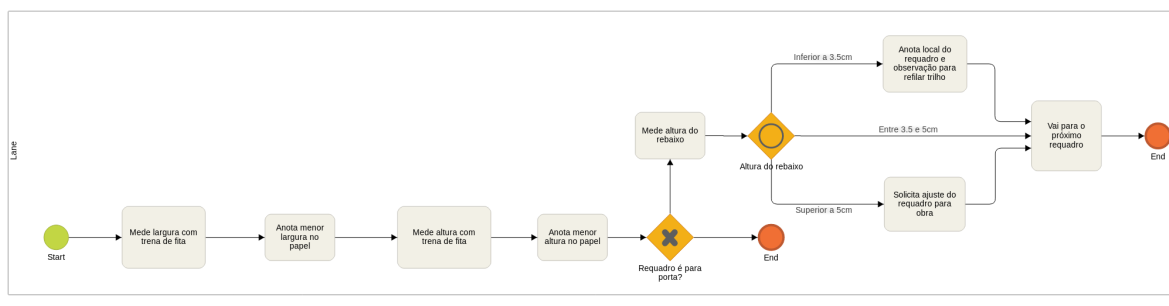 Lane
Start
Mede largura com
trena de fita
Anota menor
largura no
papel
Mede altura com
trena de fita
Anota menor
altura no papel
Requadro é para
porta?
End
Mede altura do
rebaixo
Altura do rebaixo
Inferior a 3.5cm
Entre 3.5 e 5cm
Superior a 5cm
Anota local do
requadro e
observação para
refilar trilho
Solicita ajuste do
requadro para
obra
Vai para o
próximo
requadro
End